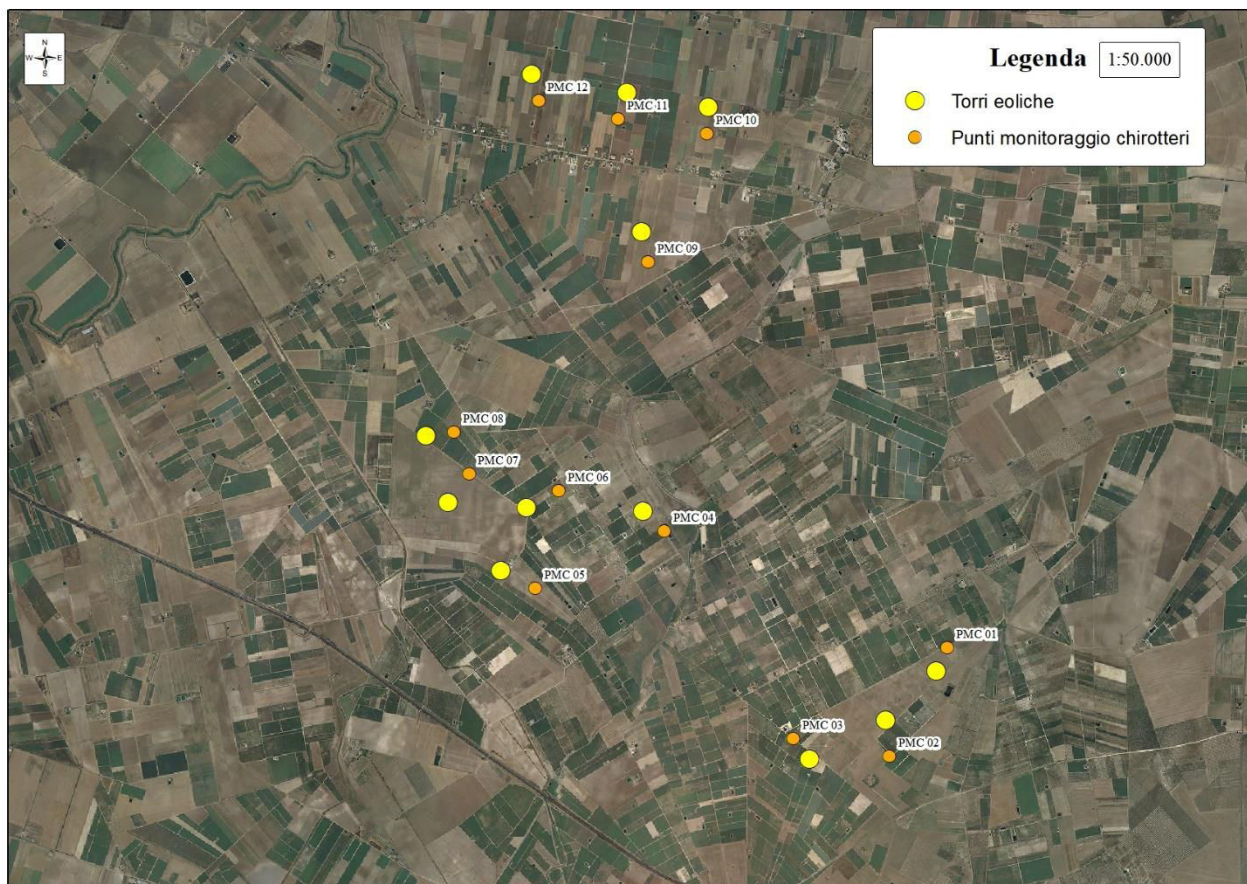 N
W E
S
Legenda 1:50.000
Torri eoliche
Punti monitoraggio chirotteri
PMC 12
PMC 11
PMC 10
PMC 09
PMC 08
PMC 07
PMC 06
PMC 04
PMC 05
PMC 01
PMC 03
PMC 02